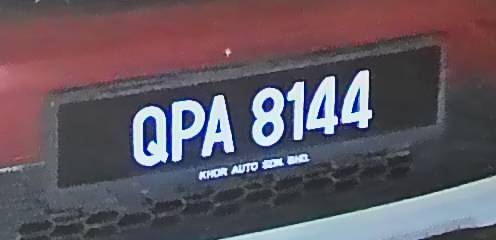 QPA 8144
KHOR AUTO SDN. BHD.